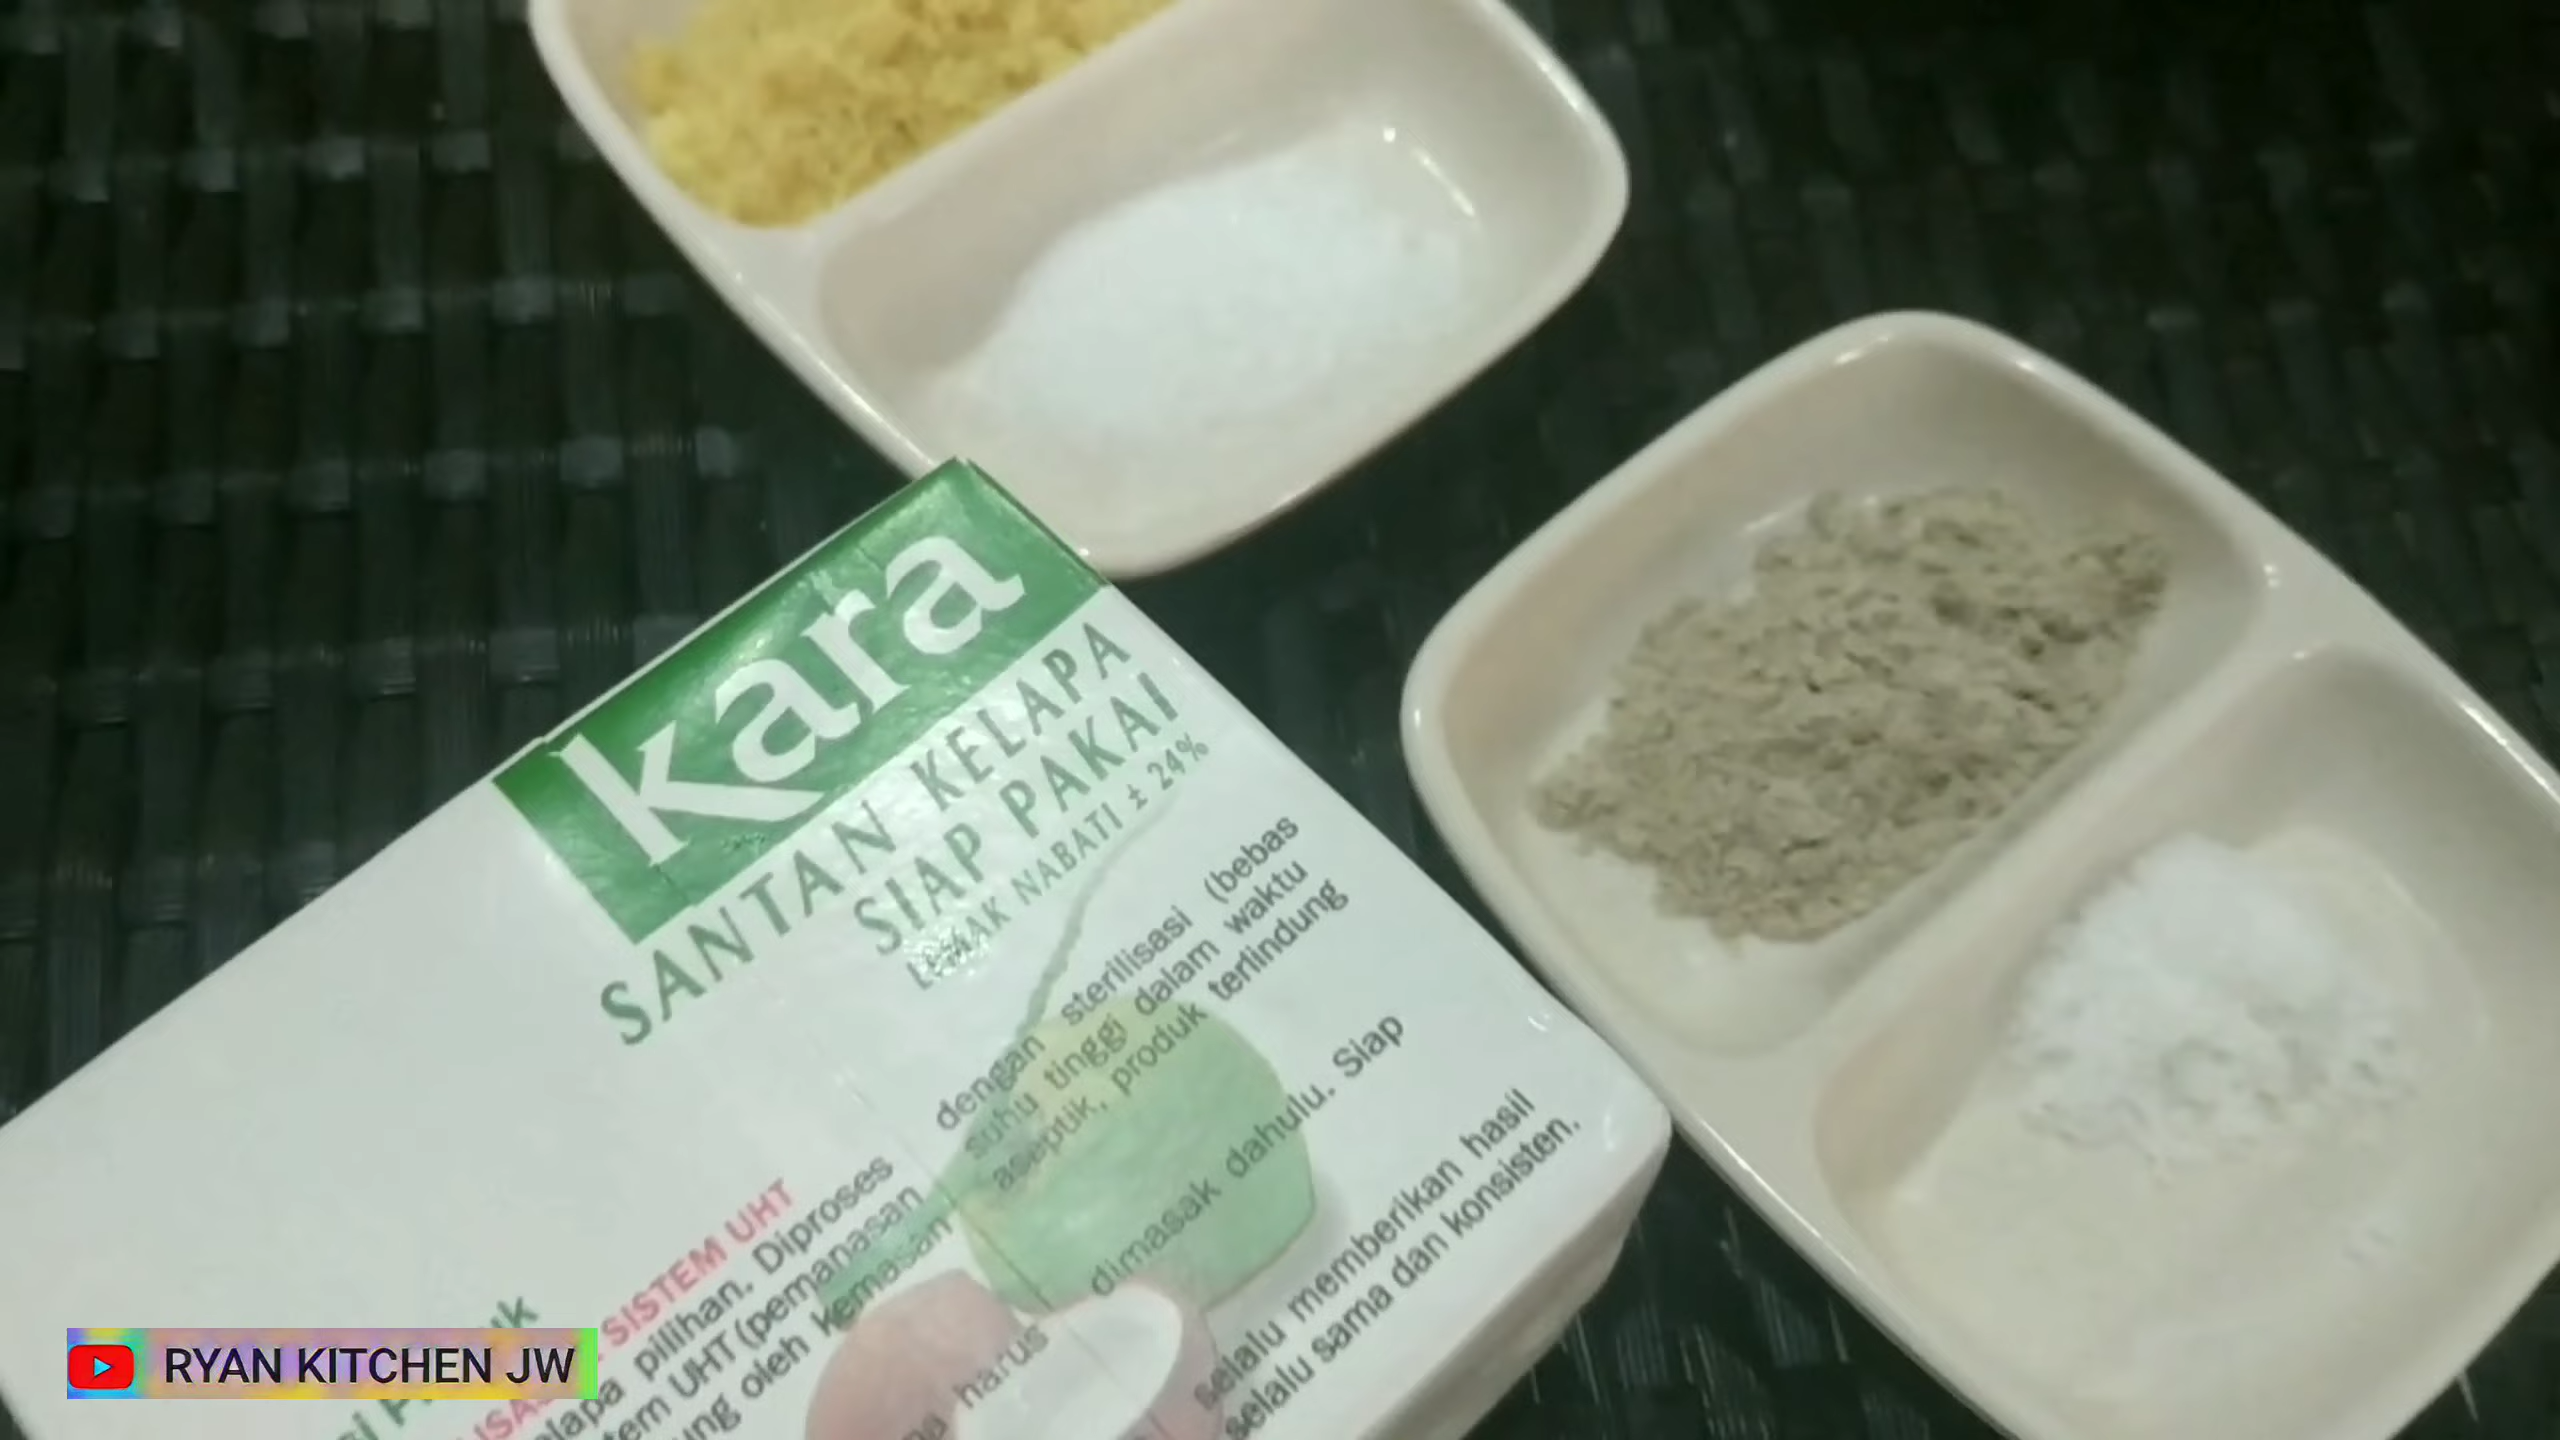 kara
SANTAN KELAPA
SIAP PAKAI
LEMAK NABATI ± 24%
SISTEM UHT
pilihan. Diproses
UHT (pemanasan
oleh kemasan
dengan sterilisasi (bebas
suhu tinggi dalam waktu
aseptik, produk terlindung
harus dimasak dahulu. Siap
selalu memberikan hasil
selalu sama dan konsisten.
RYAN KITCHEN JW